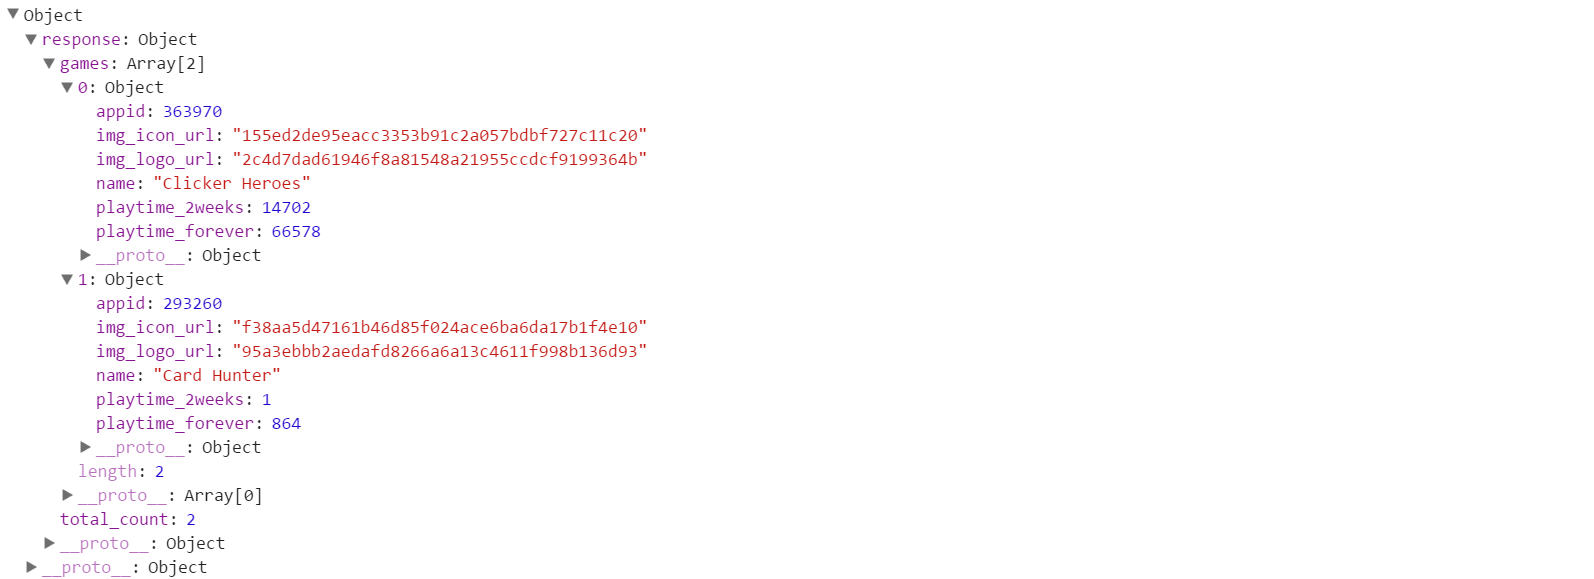 Object
response: Object
games: Array[2]
0: Object
appid: 363970
img_icon_url: "155ed2de95eacc3353b91c2a057bdbf727c11c20"
img_logo_url: "2c4d7dad61946f8a81548a21955ccdcf9199364b"
name: "Clicker Heroes"
playtime_2weeks: 14702
playtime_forever: 66578
__proto__: Object
1: Object
appid: 293260
img_icon_url: "f38aa5d47161b46d85f024ace6ba6da17b1f4e10"
img_logo_url: "95a3ebbb2aedafd8266a6a13c4611f998b136d93"
name: "Card Hunter"
playtime_2weeks: 1
playtime_forever: 864
__proto__: Object
length: 2
__proto__: Array[0]
total_count: 2
__proto__: Object
__proto__: Object